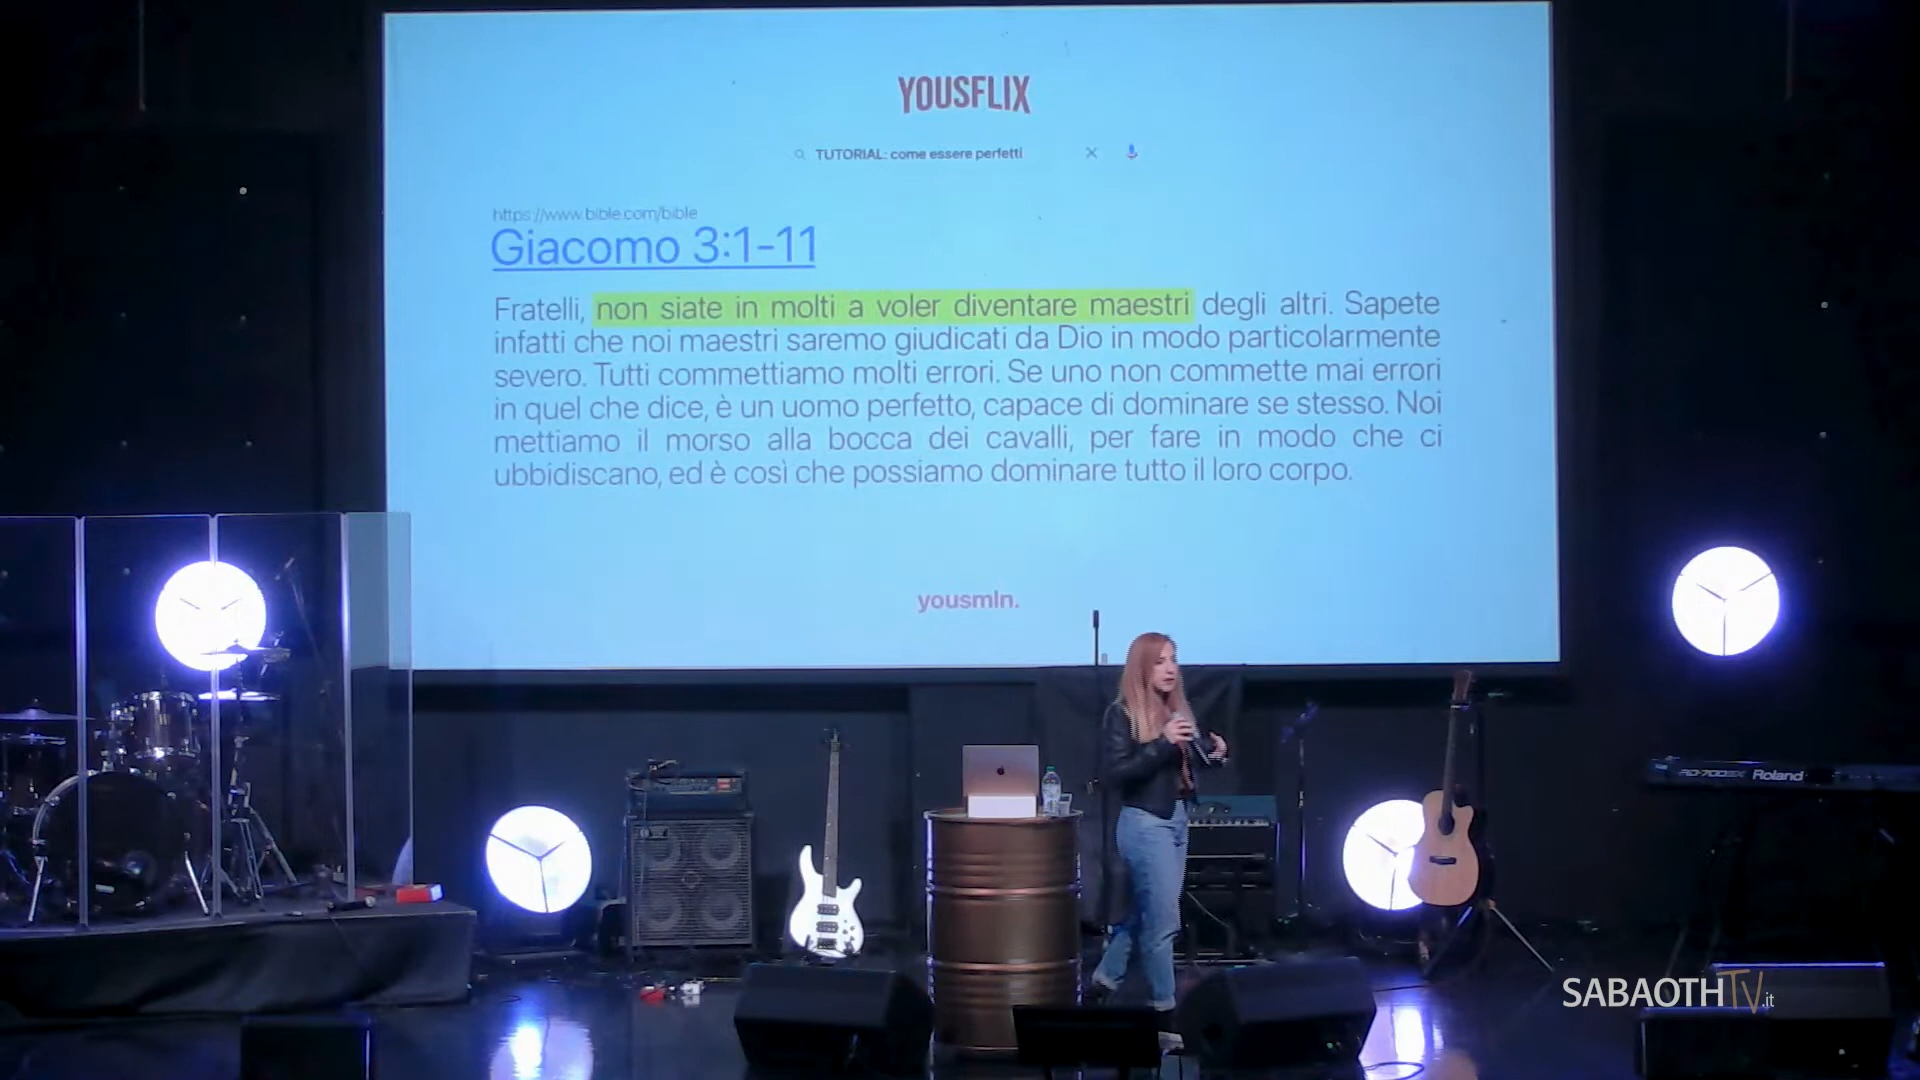 YOUSFLIX
TUTORIAL: come essere perfetti
https://www.bible.com/bible
Giacomo 3:1-11
Fratelli, non siate in molti a voler diventare maestri degli altri. Sapete
infatti che noi maestri saremo giudicati da Dio in modo particolarmente
severo. Tutti commettiamo molti errori. Se uno non commette mai errori
in quel che dice, è un uomo perfetto, capace di dominare se stesso. Noi
mettiamo il morso alla bocca dei cavalli, per fare in modo che ci
ubbidiscano, ed è così che possiamo dominare tutto il loro corpo.
yousmln.
RD-700SX Roland
SABAOTHTV.it